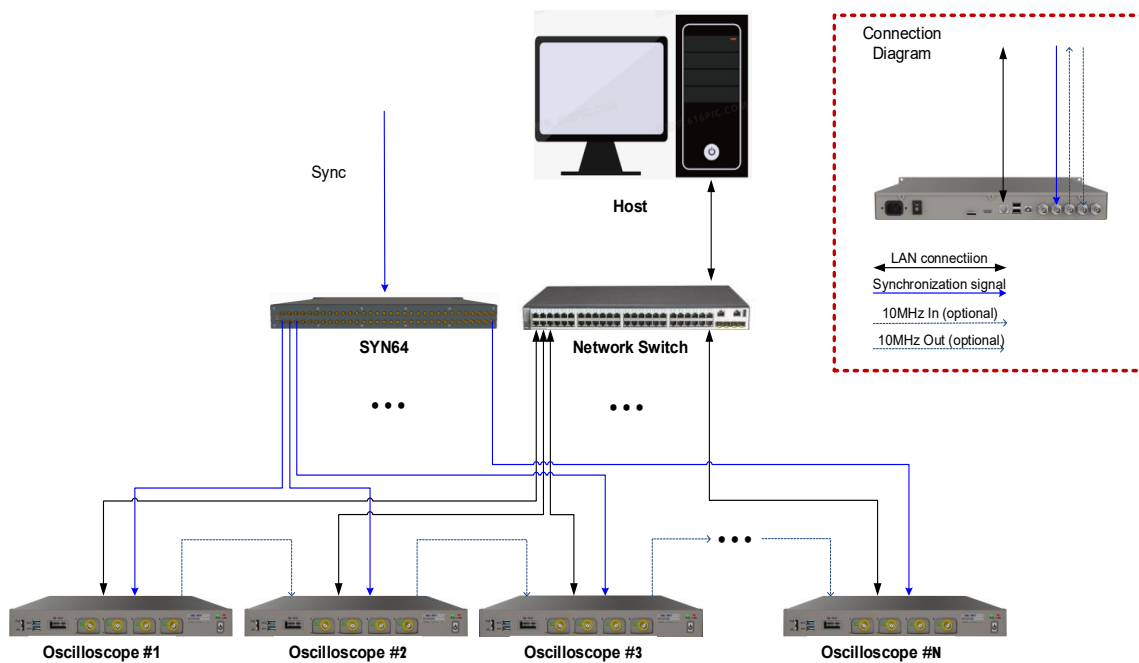 Connection
Diagram
Sync
Host
LAN connectiion
Synchronization signal
10MHz In (optional)
10MHz Out (optional)
SYN64
Network Switch
Oscilloscope #1
Oscilloscope #2
Oscilloscope #3
Oscilloscope #N